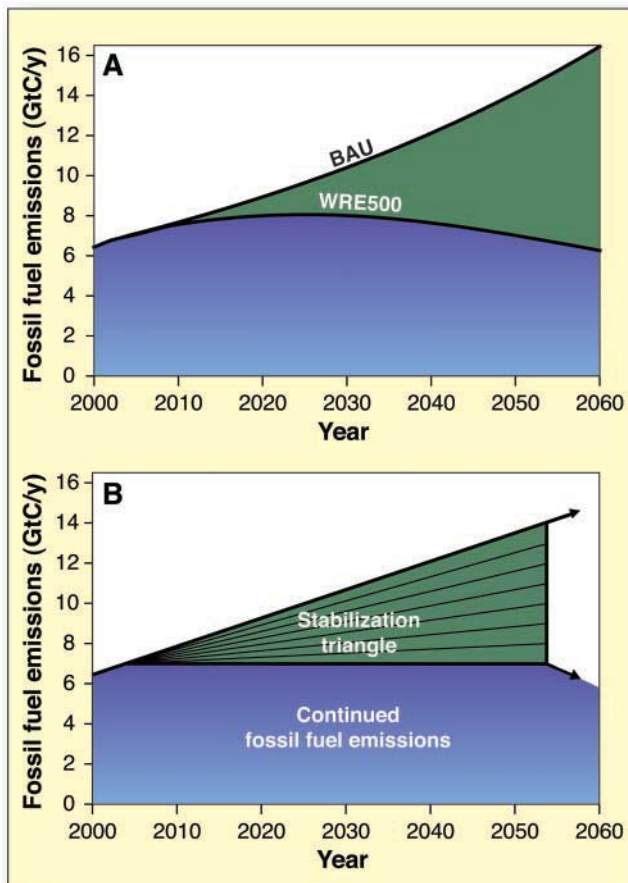 A
Fossil fuel emissions (GtC/y)
16
14
12
10
8
6
4
2
0
BAU
WRE500
2000 2010 2020 2030 2040 2050 2060
Year
B
Fossil fuel emissions (GtC/y)
16
14
12
10
8
6
4
2
0
Stabilization
triangle
Continued
fossil fuel emissions
2000 2010 2020 2030 2040 2050 2060
Year